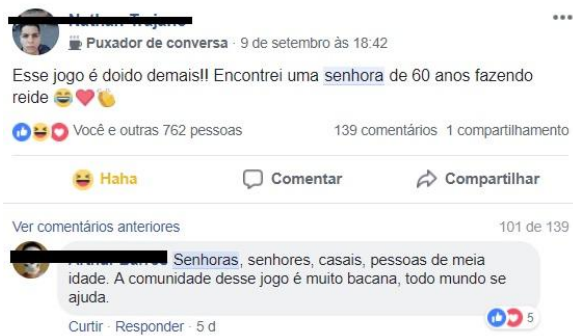 Puxador de conversa · 9 de setembro às 18:42
Esse jogo é doido demais!! Encontrei uma senhora de 60 anos fazendo
reide 😂❤️👏
Você e outras 762 pessoas 139 comentários 1 compartilhamento
Haha Comentar Compartilhar
Ver comentários anteriores 101 de 139
Senhoras, senhores, casais, pessoas de meia
idade. A comunidade desse jogo é muito bacana, todo mundo se
ajuda.
5
Curtir · Responder · 5 d